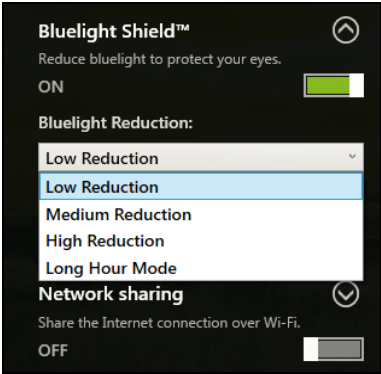 Bluelight Shield™
Reduce bluelight to protect your eyes.
ON
Bluelight Reduction:
Low Reduction
Low Reduction
Medium Reduction
High Reduction
Long Hour Mode
Network sharing
Share the Internet connection over Wi-Fi.
OFF